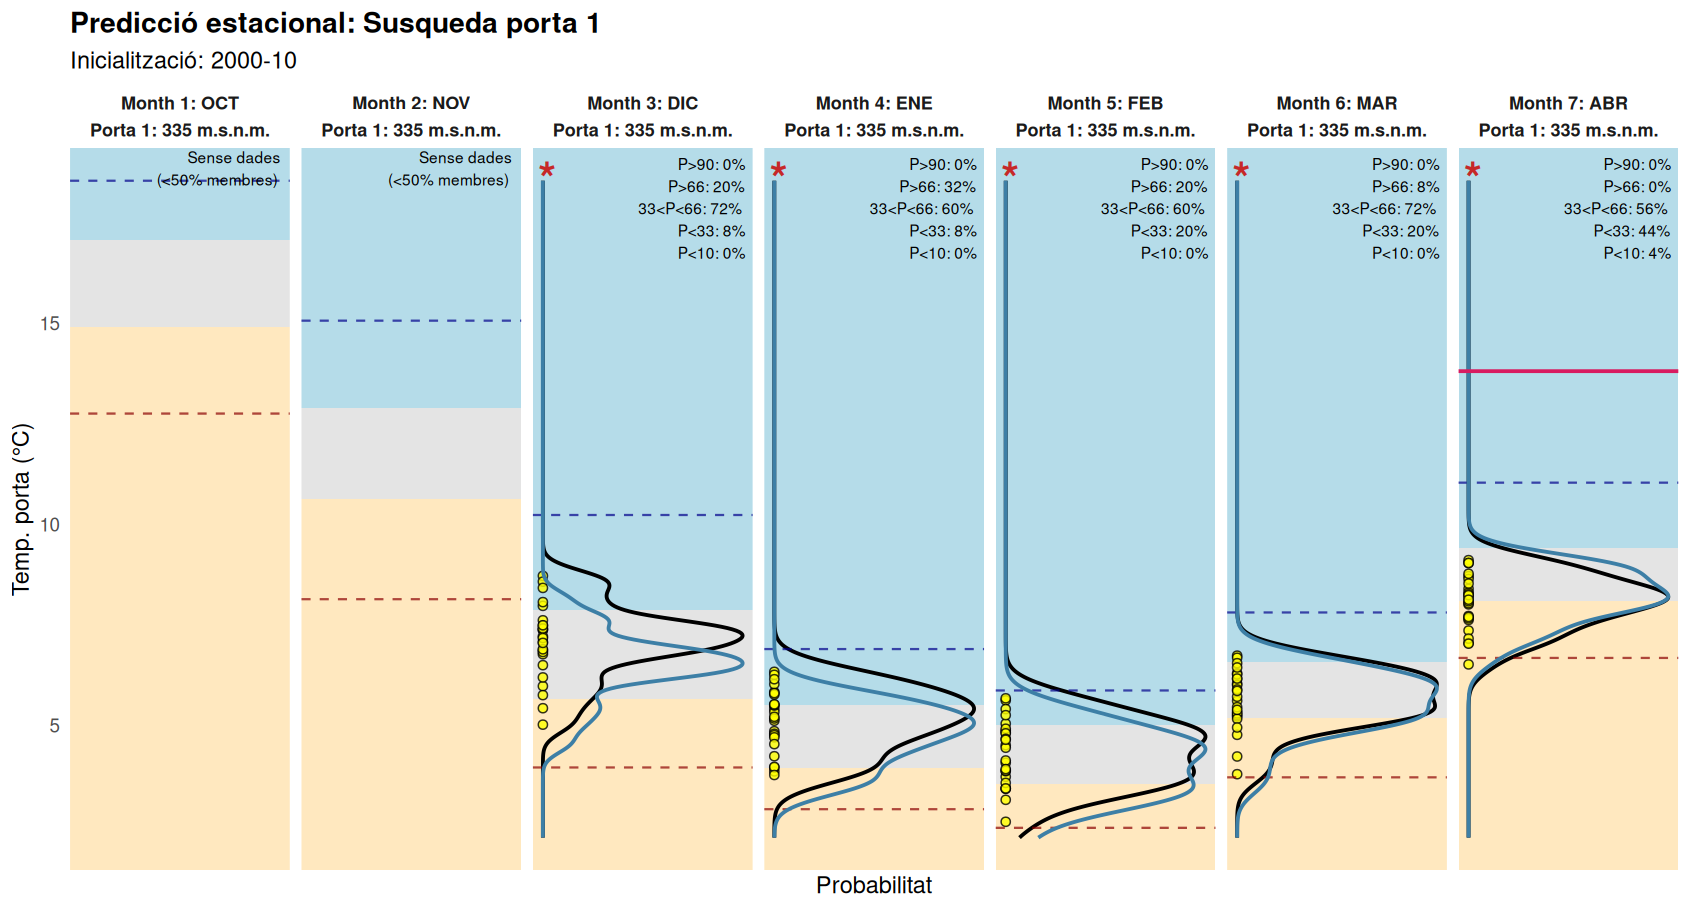 Predicció estacional: Susqueda porta 1
Inicialització: 2000-10
Month 1: OCT
Porta 1: 335 m.s.n.m.
Month 2: NOV
Porta 1: 335 m.s.n.m.
Month 3: DIC
Porta 1: 335 m.s.n.m.
Month 4: ENE
Porta 1: 335 m.s.n.m.
Month 5: FEB
Porta 1: 335 m.s.n.m.
Month 6: MAR
Porta 1: 335 m.s.n.m.
Month 7: ABR
Porta 1: 335 m.s.n.m.
Sense dades
(<50% membres)
Sense dades
(<50% membres)
*
P>90: 0%
P>66: 20%
33<P<66: 72%
P<33: 8%
P<10: 0%
*
P>90: 0%
P>66: 32%
33<P<66: 60%
P<33: 8%
P<10: 0%
*
P>90: 0%
P>66: 20%
33<P<66: 60%
P<33: 20%
P<10: 0%
*
P>90: 0%
P>66: 8%
33<P<66: 72%
P<33: 20%
P<10: 0%
*
P>90: 0%
P>66: 0%
33<P<66: 56%
P<33: 44%
P<10: 4%
Temp. porta (°C)
15
10
5
Probabilitat